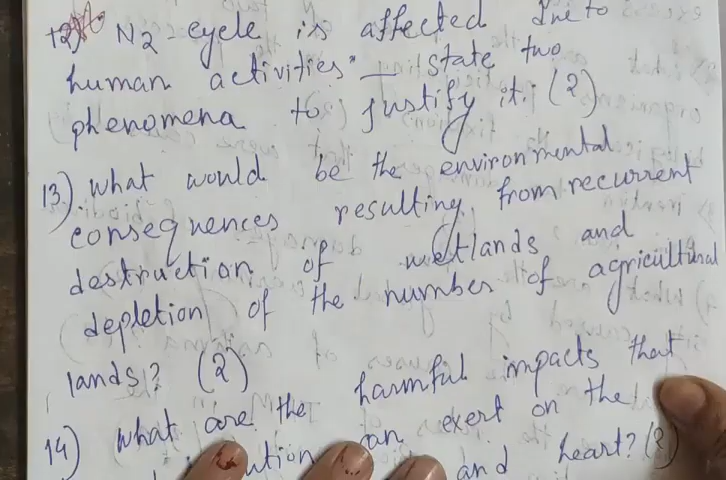 12) N2-cycle is affected due to
human activities" — state two
phenomena to justify it. (2)
13). What would be the environmental
consequences resulting from recurrent
destruction of wetlands and
depletion of the number of agricultural
lands? (2)
14) What are the harmful impacts that
can exert on the
and heart? (2)